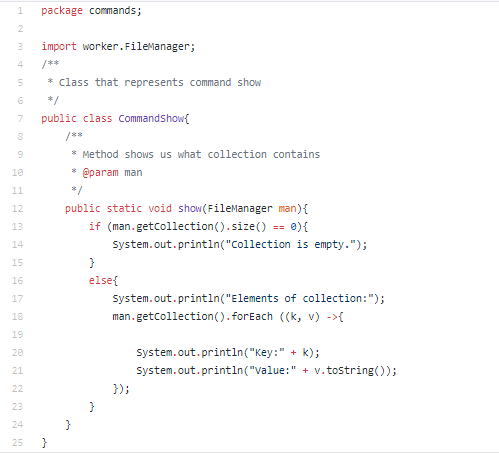 1 package commands;
2
3 import worker.FileManager;
4 /**
5  * Class that represents command show
6  */
7 public class CommandShow{
8     /**
9      * Method shows us what collection contains
10      * @param man
11      */
12     public static void show(FileManager man){
13         if (man.getCollection().size() == 0){
14             System.out.println("Collection is empty.");
15         }
16         else{
17             System.out.println("Elements of collection:");
18             man.getCollection().forEach ((k, v) ->{
19
20                 System.out.println("Key:" + k);
21                 System.out.println("Value:" + v.toString());
22             });
23         }
24     }
25 }